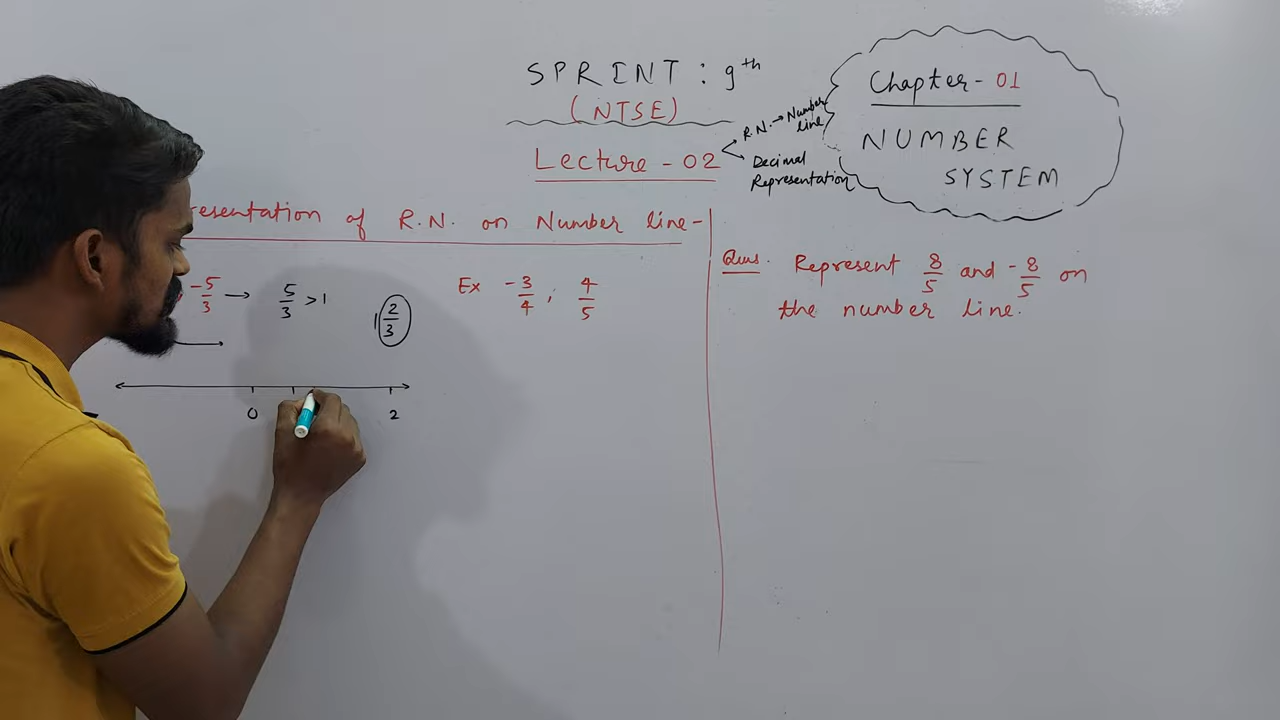 SPRINT : 9th
(NTSE)
Lecture - 02
R.N. → Number line
Decimal Representation
Chapter - 01
NUMBER
SYSTEM
resentation of R.N. on Number line -
-5/3 → 5/3 > 1
1 2/3
0 2
Ex -3/4 , 4/5
Qus. Represent 8/5 and -8/5 on
the number line.